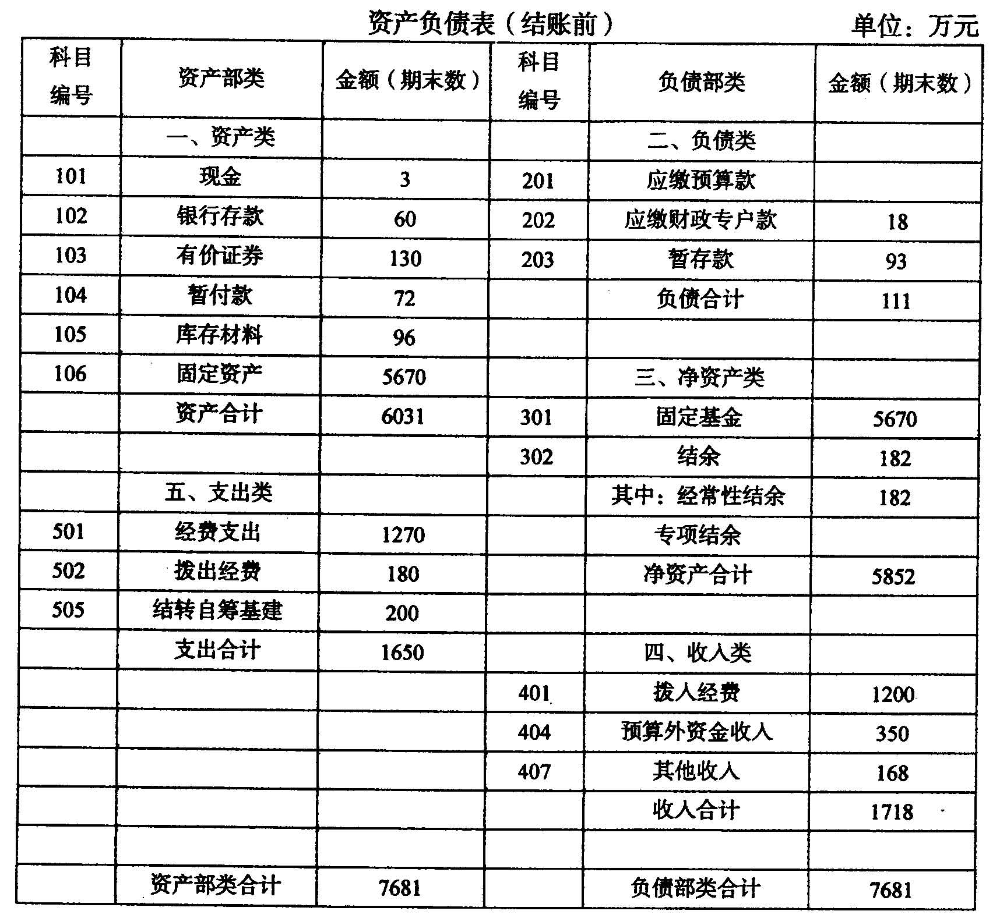 资产负债表（结账前） 单位：万元
科目编号 资产部类 金额（期末数） 科目编号 负债部类 金额（期末数）
一、资产类 二、负债类
101 现金 3 201 应缴预算款
102 银行存款 60 202 应缴财政专户款 18
103 有价证券 130 203 暂存款 93
104 暂付款 72 负债合计 111
105 库存材料 96
106 固定资产 5670 三、净资产类
资产合计 6031 301 固定基金 5670
302 结余 182
五、支出类 其中：经常性结余 182
501 经费支出 1270 专项结余
502 拨出经费 180 净资产合计 5852
505 结转自筹基建 200
支出合计 1650 四、收入类
401 拨入经费 1200
404 预算外资金收入 350
407 其他收入 168
收入合计 1718
资产部类合计 7681 负债部类合计 7681